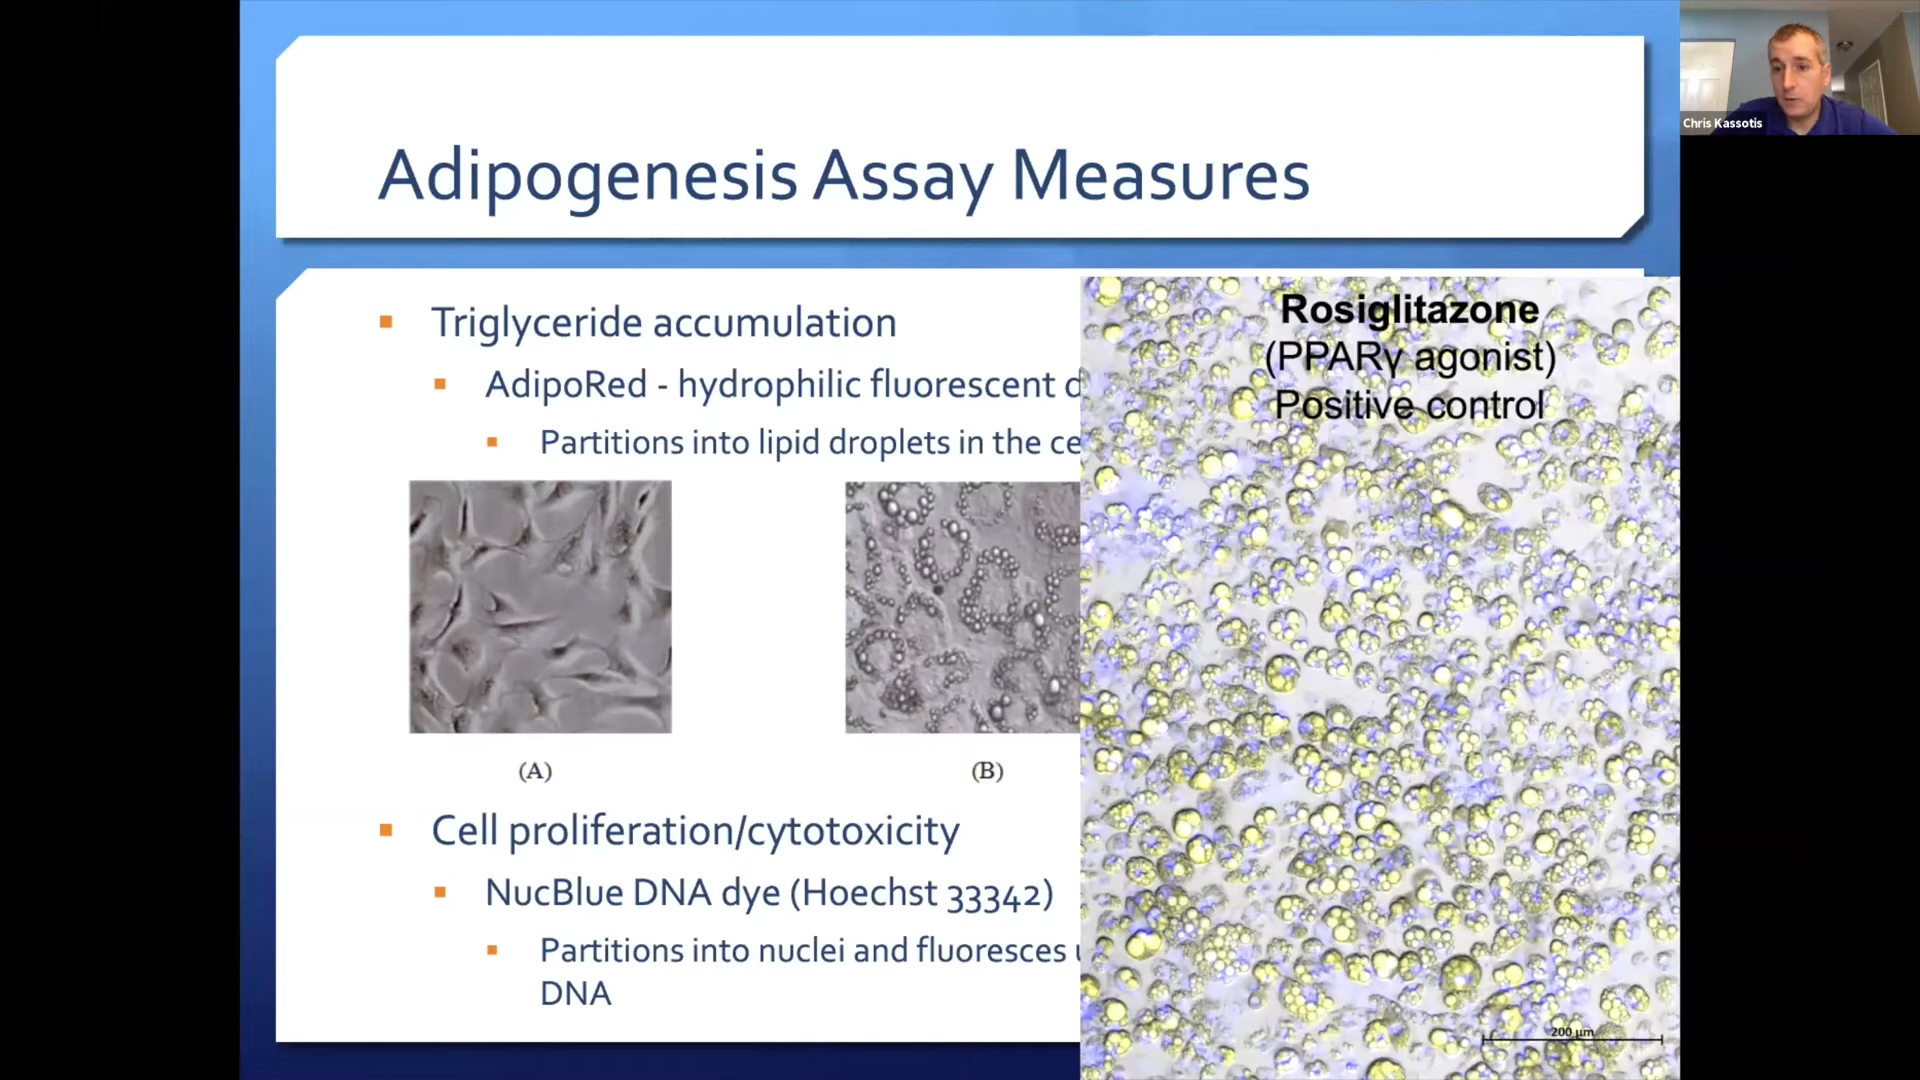 Chris Kassotis
Adipogenesis Assay Measures
Triglyceride accumulation
AdipoRed - hydrophilic fluorescent
Partitions into lipid droplets in the
(A)
(B)
Cell proliferation/cytotoxicity
NucBlue DNA dye (Hoechst 33342)
Partitions into nuclei and fluoresces
DNA
Rosiglitazone
(PPARγ agonist)
Positive control
200 µm